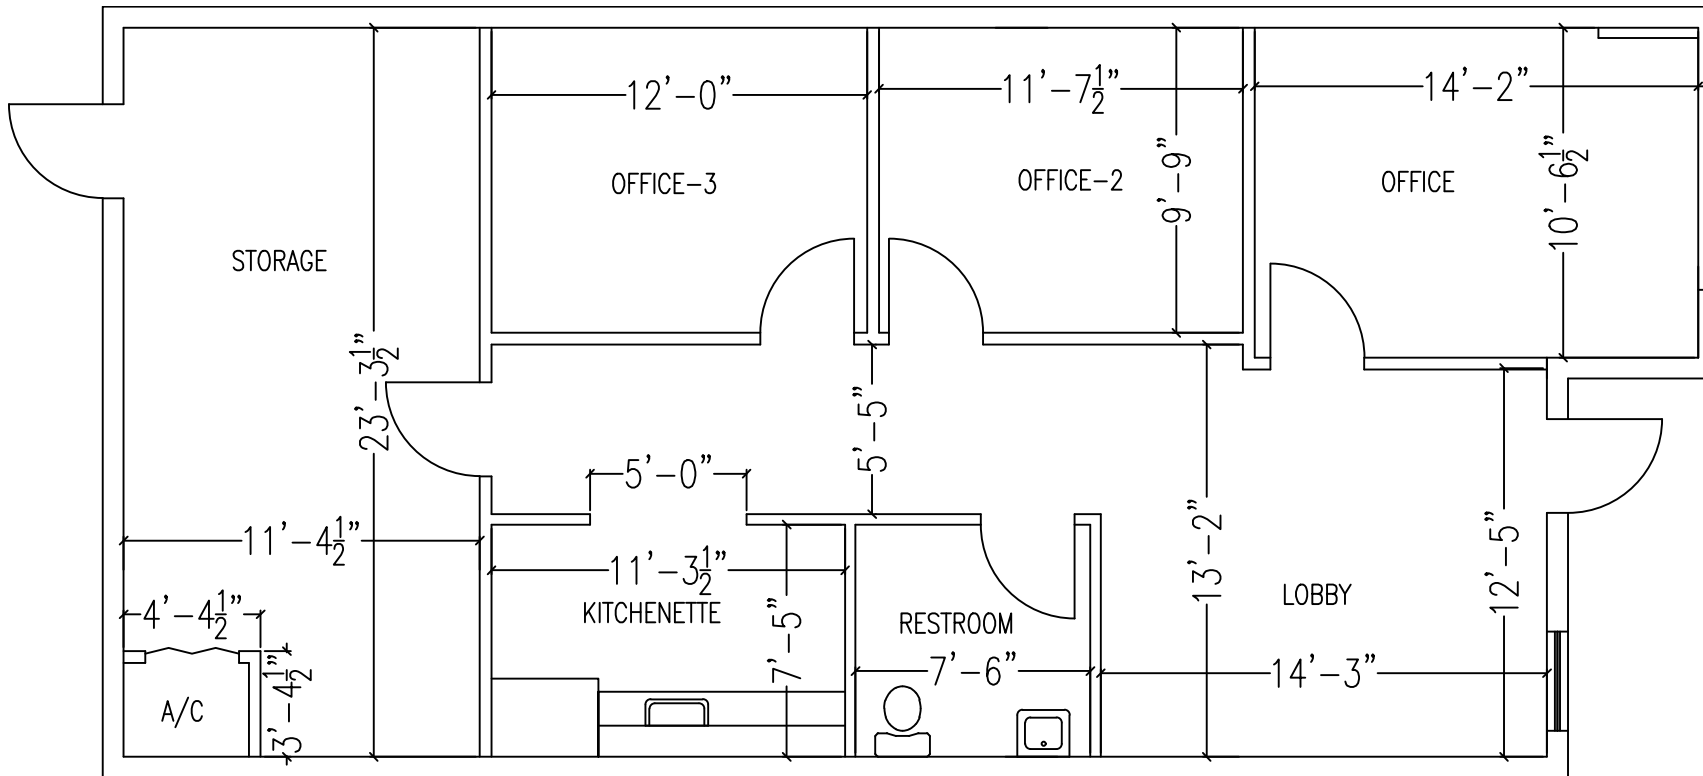 12'-0"
11'-7½"
14'-2"
OFFICE-3
OFFICE-2
9'-9"
OFFICE
10'-6½"
STORAGE
23'-3½"
5'-5"
5'-0"
11'-4½"
11'-3½"
KITCHENETTE
7'-5"
13'-2"
12'-5"
LOBBY
4'-4½"
RESTROOM
7'-6"
14'-3"
3'-4½"
A/C